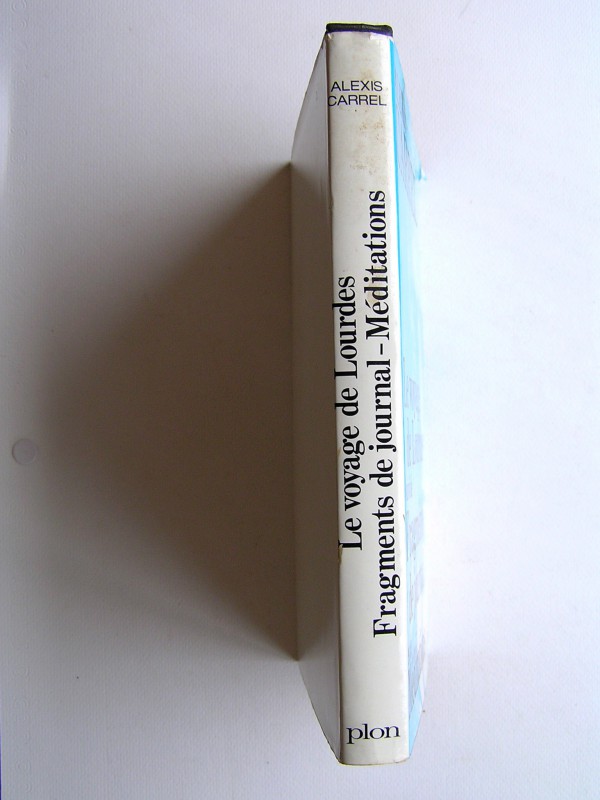 ALEXIS
CARREL
Le voyage de Lourdes
Fragments de journal – Méditations
plon